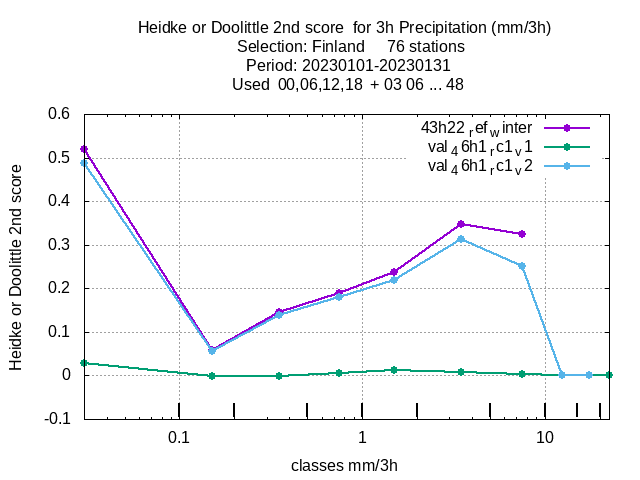 Heidke or Doolittle 2nd score  for 3h Precipitation (mm/3h)
Selection: Finland     76 stations
Period: 20230101-20230131
Used  00,06,12,18  + 03 06 ... 48
43h22_ref_winter
val_46h1_rc1_v1
val_46h1_rc1_v2
0.6
0.5
0.4
0.3
0.2
0.1
0
-0.1
Heidke or Doolittle 2nd score
0.1
1
10
classes mm/3h